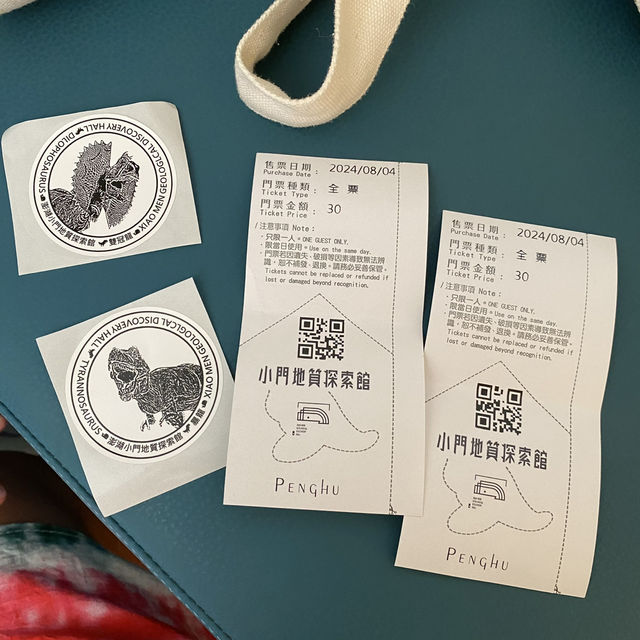 DILOPHOSAURUS
XIAO MEN GEOLOGICAL DISCOVERY HALL
澎湖小門地質探索館
雙冠龍
TYRANNOSAURUS
XIAO MEN GEOLOGICAL DISCOVERY HALL
澎湖小門地質探索館
暴龍
售票日期: 2024/08/04
Purchase Date
門票種類: 全票
Ticket Type
門票金額: 30
Ticket Price
/注意事項 Note:
·只限一人。ONE GUEST ONLY.
·限當日使用。Use on the same day.
·門票若因遺失、破損等因素導致無法辨
識,恕不補發、退換。請務必妥善保管。
Tickets cannot be replaced or refunded if
lost or damaged beyond recognition.
小門地質探索館
PENGHU
售票日期: 2024/08/04
Purchase Date
門票種類: 全票
Ticket Type
門票金額: 30
Ticket Price
/注意事項 Note:
·只限一人。ONE GUEST ONLY.
·限當日使用。Use on the same day.
·門票若因遺失、破損等因素導致無法辨
識,恕不補發、退換。請務必妥善保管。
Tickets cannot be replaced or refunded if
lost or damaged beyond recognition.
小門地質探索館
PENGHU